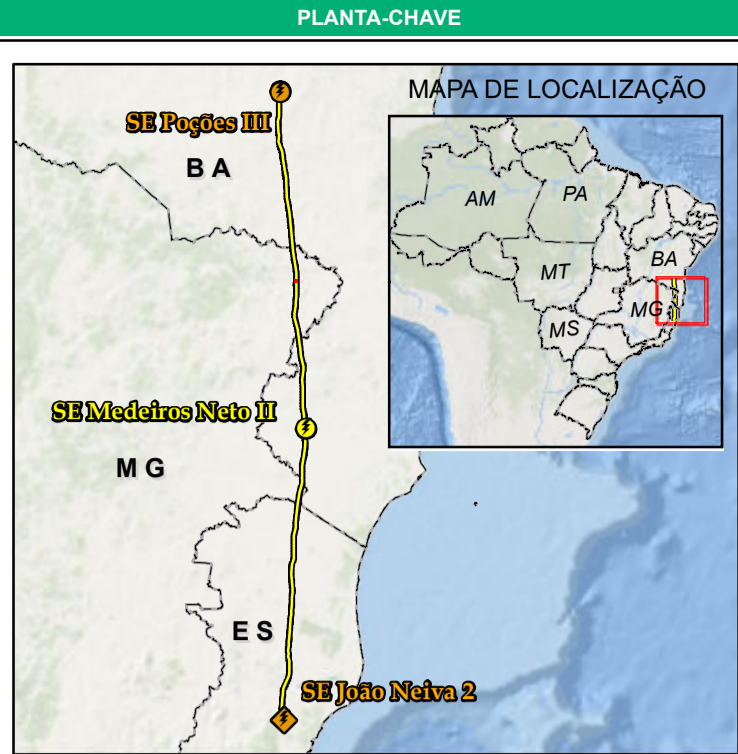 PLANTA-CHAVE
MAPA DE LOCALIZAÇÃO
SE Poções III
B A
AM
PA
BA
MT
MG
MS
SE Medeiros Neto II
M G
E S
SE João Neiva 2